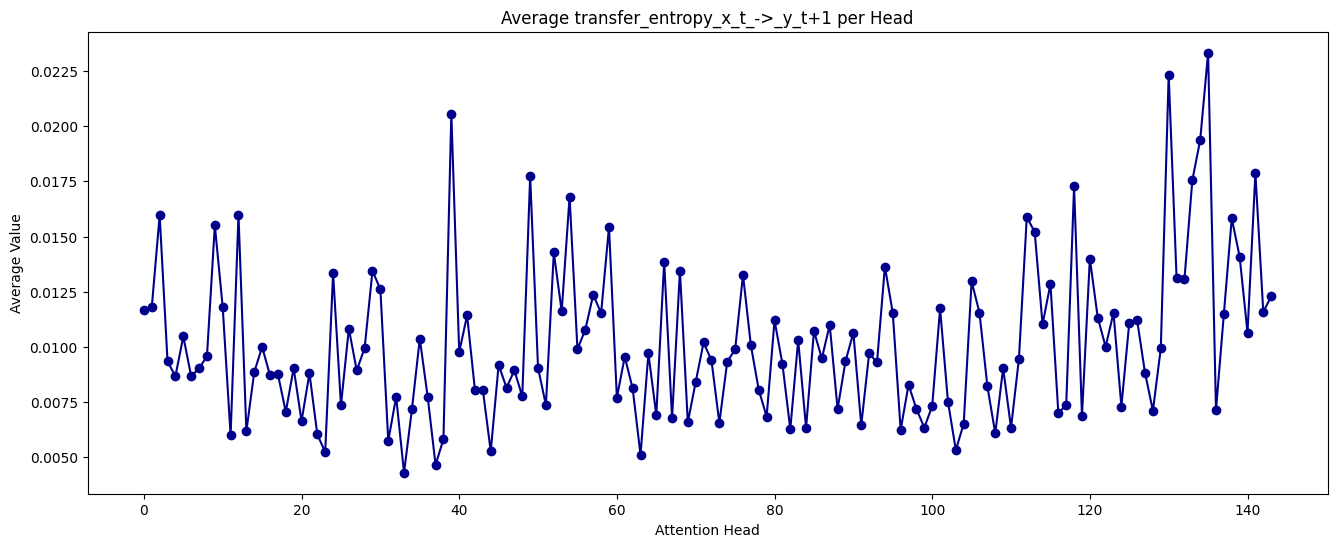 Average transfer_entropy_x_t_->_y_t+1 per Head
Average Value
0.0225
0.0200
0.0175
0.0150
0.0125
0.0100
0.0075
0.0050
0 20 40 60 80 100 120 140
Attention Head